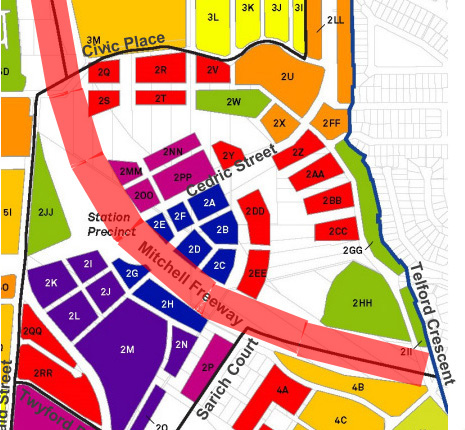 2LL
3L
3K
3J
3I
3M
Civic Place
2Q
2R
2V
2U
2S
2T
2W
2X
2FF
2NN
2Y
2Z
2MM
2PP
Cedric Street
2AA
2OO
2A
2BB
2JJ
5I
2F
2DD
Station
Precinct
2E
2B
2CC
2D
2GG
2I
2G
2C
2EE
Mitchell Freeway
2K
2J
2H
2HH
Telford Crescent
2L
2QQ
2M
2N
2P
2II
2RR
Sarich Court
4A
4B
4C
Twyford
ald Street
2O